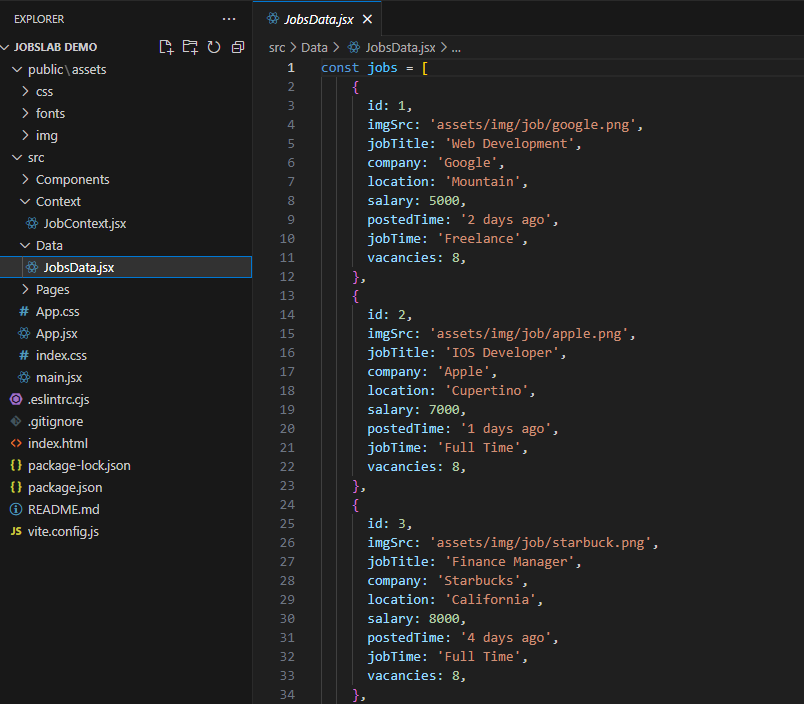 EXPLORER
JOBSLAB DEMO
public\assets
css
fonts
img
src
Components
Context
JobContext.jsx
Data
JobsData.jsx
Pages
App.css
App.jsx
index.css
main.jsx
.eslintrc.cjs
.gitignore
index.html
package-lock.json
package.json
README.md
JS vite.config.js
JobsData.jsx
src > Data > JobsData.jsx > ...
1 const jobs = [
2 {
3 id: 1,
4 imgSrc: 'assets/img/job/google.png',
5 jobTitle: 'Web Development',
6 company: 'Google',
7 location: 'Mountain',
8 salary: 5000,
9 postedTime: '2 days ago',
10 jobTime: 'Freelance',
11 vacancies: 8,
12 },
13 {
14 id: 2,
15 imgSrc: 'assets/img/job/apple.png',
16 jobTitle: 'IOS Developer',
17 company: 'Apple',
18 location: 'Cupertino',
19 salary: 7000,
20 postedTime: '1 days ago',
21 jobTime: 'Full Time',
22 vacancies: 8,
23 },
24 {
25 id: 3,
26 imgSrc: 'assets/img/job/starbuck.png',
27 jobTitle: 'Finance Manager',
28 company: 'Starbucks',
29 location: 'California',
30 salary: 8000,
31 postedTime: '4 days ago',
32 jobTime: 'Full Time',
33 vacancies: 8,
34 },